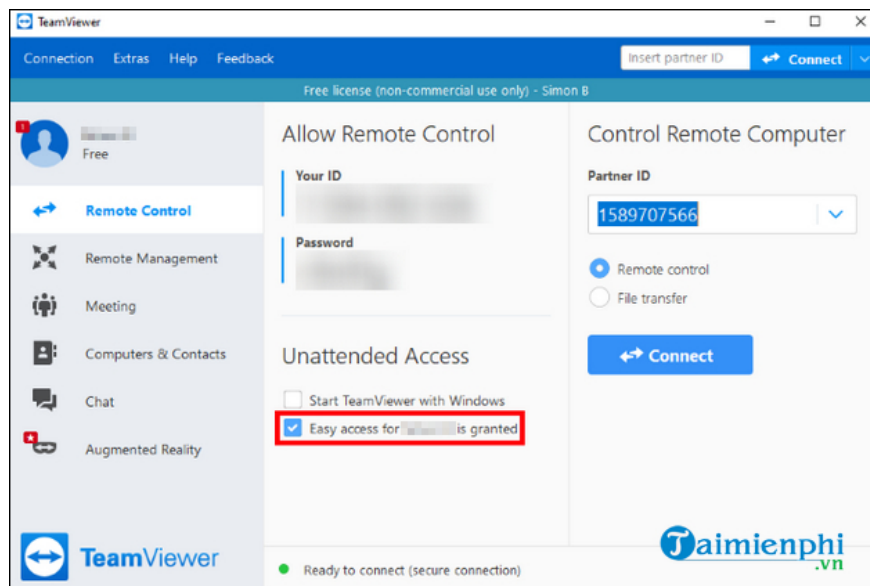 TeamViewer
Connection Extras Help Feedback
Insert partner ID
Connect
Free license (non-commercial use only) - Simon B
1
Free
Remote Control
Remote Management
Meeting
Computers & Contacts
Chat
Augmented Reality
TeamViewer
Allow Remote Control
Your ID
Password
Unattended Access
Start TeamViewer with Windows
Easy access for is granted
Control Remote Computer
Partner ID
1589707566
Remote control
File transfer
Connect
Ready to connect (secure connection)
Taimienphi
.vn